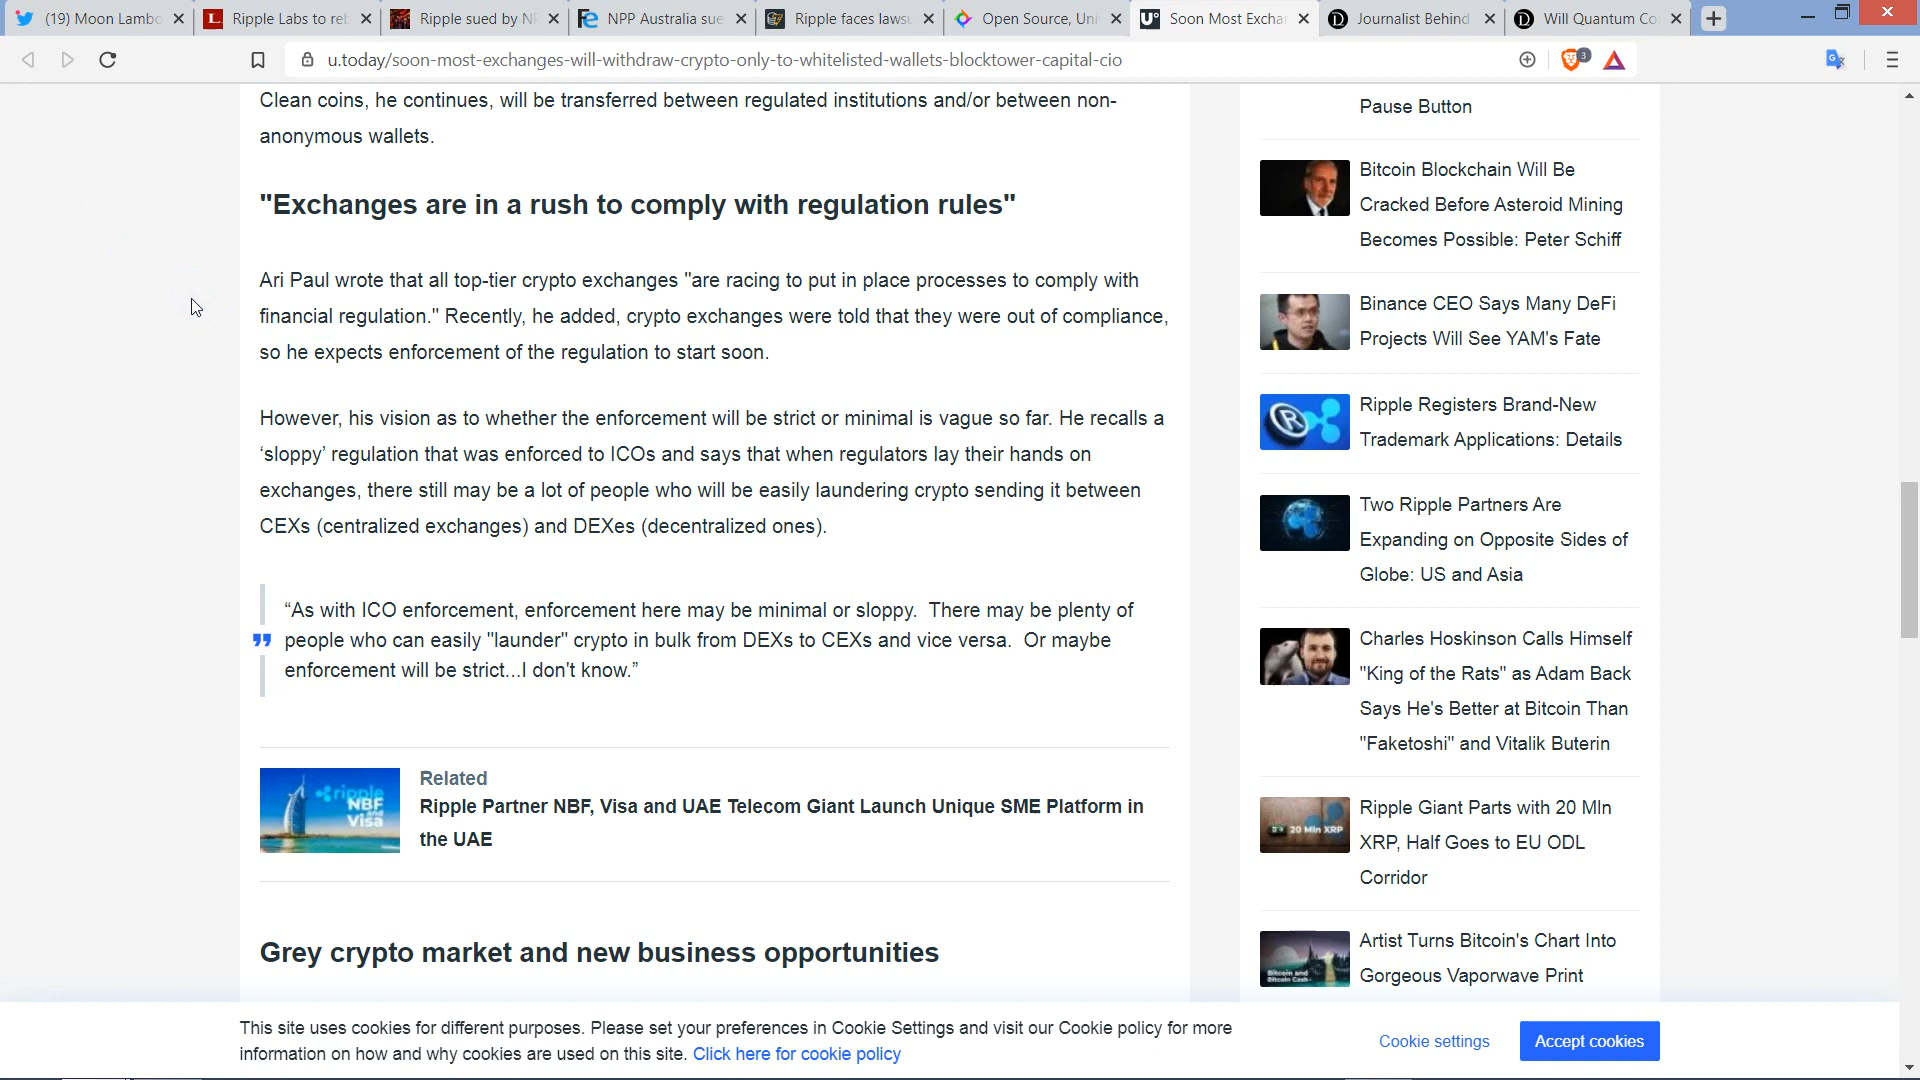 (19) Moon Lambo
Ripple Labs to reb
Ripple sued by NP
NPP Australia sue
Ripple faces lawsu
Open Source, Uni
Soon Most Exchan
Journalist Behind
Will Quantum Co
u.today/soon-most-exchanges-will-withdraw-crypto-only-to-whitelisted-wallets-blocktower-capital-cio
3
Clean coins, he continues, will be transferred between regulated institutions and/or between non-
anonymous wallets.
"Exchanges are in a rush to comply with regulation rules"
Ari Paul wrote that all top-tier crypto exchanges "are racing to put in place processes to comply with
financial regulation." Recently, he added, crypto exchanges were told that they were out of compliance,
so he expects enforcement of the regulation to start soon.
However, his vision as to whether the enforcement will be strict or minimal is vague so far. He recalls a
‘sloppy’ regulation that was enforced to ICOs and says that when regulators lay their hands on
exchanges, there still may be a lot of people who will be easily laundering crypto sending it between
CEXs (centralized exchanges) and DEXes (decentralized ones).
“As with ICO enforcement, enforcement here may be minimal or sloppy. There may be plenty of
people who can easily "launder" crypto in bulk from DEXs to CEXs and vice versa. Or maybe
enforcement will be strict...I don't know.”
ripple
NBF
and
Visa
Related
Ripple Partner NBF, Visa and UAE Telecom Giant Launch Unique SME Platform in
the UAE
Grey crypto market and new business opportunities
Pause Button
Bitcoin Blockchain Will Be
Cracked Before Asteroid Mining
Becomes Possible: Peter Schiff
Binance CEO Says Many DeFi
Projects Will See YAM's Fate
Ripple Registers Brand-New
Trademark Applications: Details
Two Ripple Partners Are
Expanding on Opposite Sides of
Globe: US and Asia
Charles Hoskinson Calls Himself
"King of the Rats" as Adam Back
Says He's Better at Bitcoin Than
"Faketoshi" and Vitalik Buterin
20 Mln XRP
Ripple Giant Parts with 20 Mln
XRP, Half Goes to EU ODL
Corridor
Bitcoin and
Bitcoin Cash
Artist Turns Bitcoin's Chart Into
Gorgeous Vaporwave Print
This site uses cookies for different purposes. Please set your preferences in Cookie Settings and visit our Cookie policy for more
information on how and why cookies are used on this site. Click here for cookie policy
Cookie settings
Accept cookies